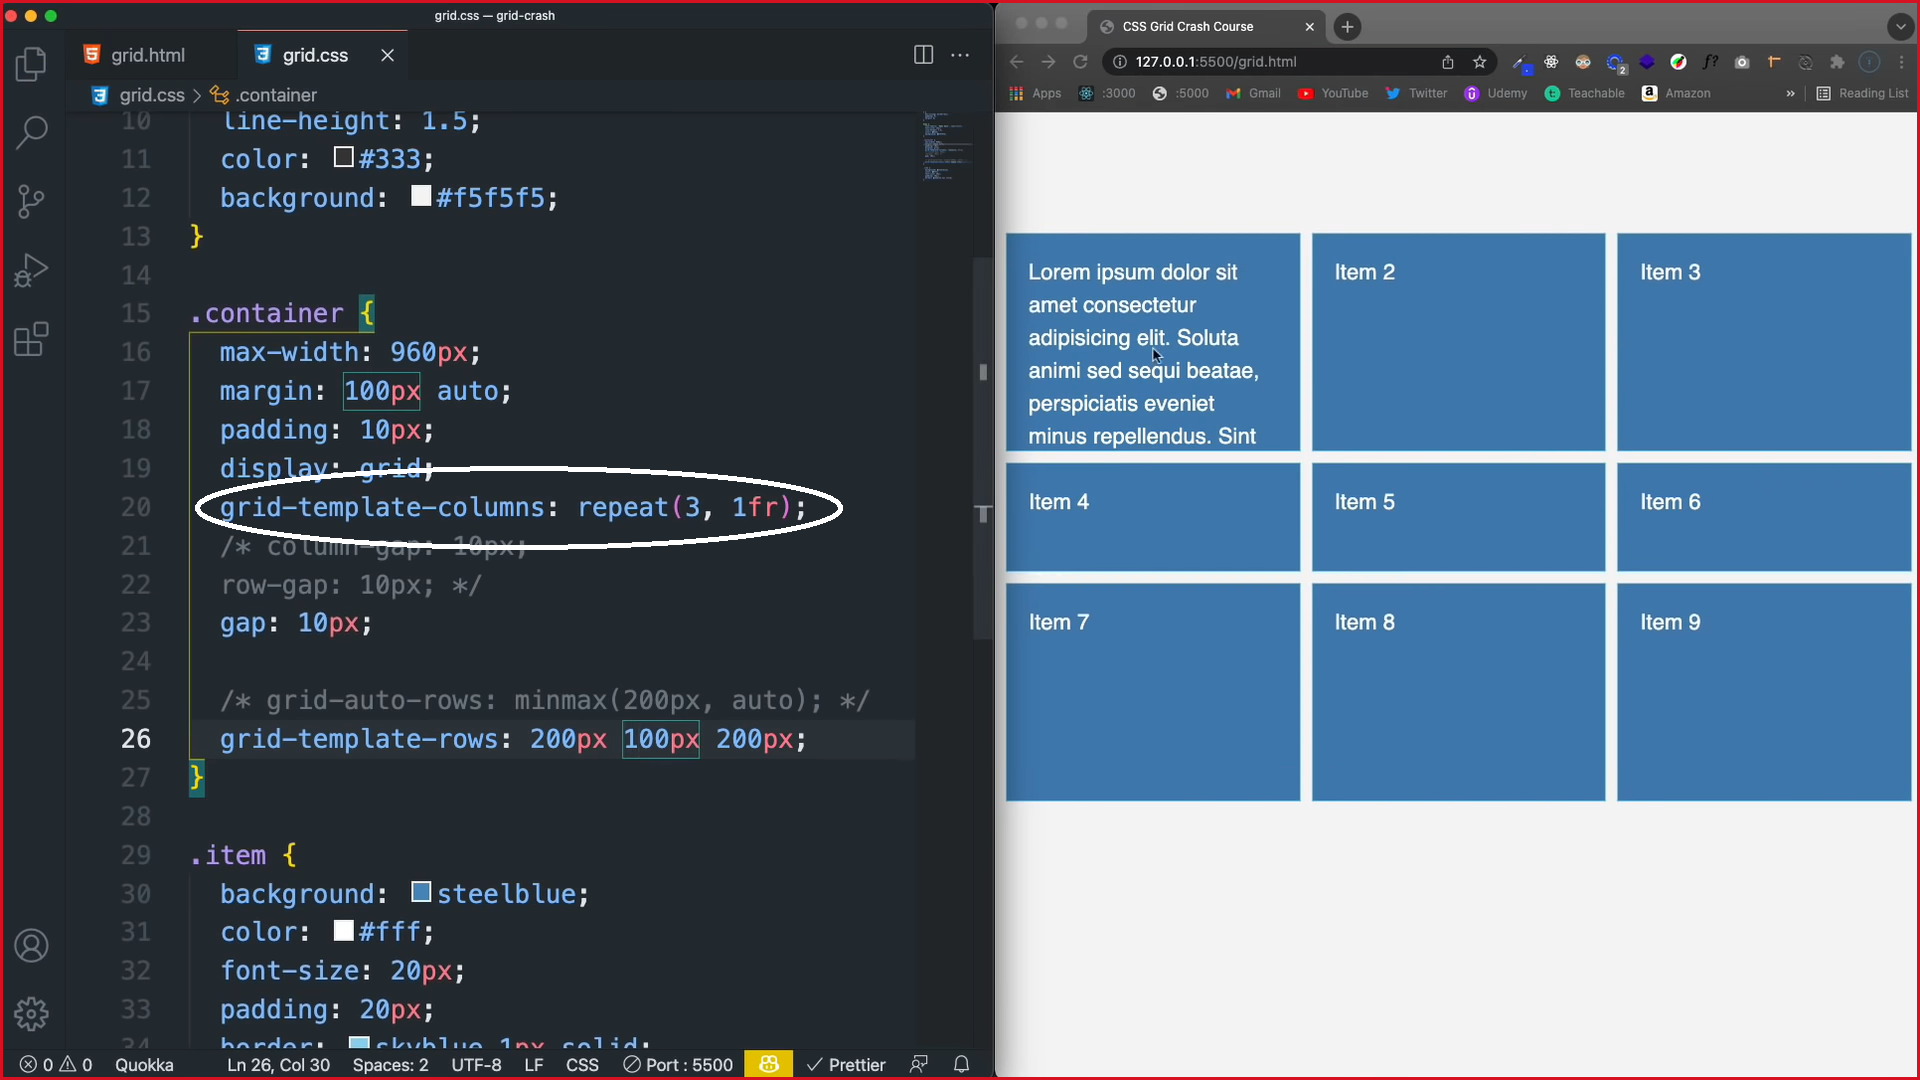 grid.css — grid-crash
grid.html
grid.css
grid.css > .container
10 line-height: 1.5;
11 color: #333;
12 background: #f5f5f5;
13 }
14
15 .container {
16 max-width: 960px;
17 margin: 100px auto;
18 padding: 10px;
19 display: grid;
20 grid-template-columns: repeat(3, 1fr);
21 /* column-gap: 10px;
22 row-gap: 10px; */
23 gap: 10px;
24
25 /* grid-auto-rows: minmax(200px, auto); */
26 grid-template-rows: 200px 100px 200px;
27 }
28
29 .item {
30 background: steelblue;
31 color: #fff;
32 font-size: 20px;
33 padding: 20px;
34 border: skyblue 1px solid;
0 0 Quokka Ln 26, Col 30 Spaces: 2 UTF-8 LF CSS Port : 5500 Prettier
CSS Grid Crash Course
127.0.0.1:5500/grid.html
2
f?
Apps :3000 :5000 Gmail YouTube Twitter Udemy Teachable Amazon » Reading List
Lorem ipsum dolor sit
amet consectetur
adipisicing elit. Soluta
animi sed sequi beatae,
perspiciatis eveniet
minus repellendus. Sint
Item 2
Item 3
Item 4
Item 5
Item 6
Item 7
Item 8
Item 9